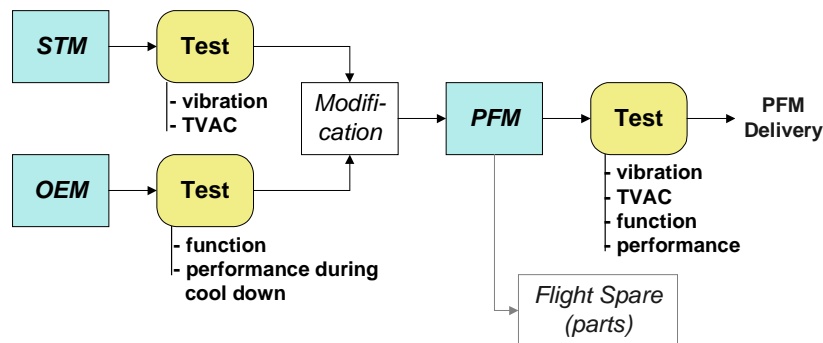 STM
Test
- vibration
- TVAC
OEM
Test
- function
- performance during
cool down
Modifi-
cation
PFM
Test
- vibration
- TVAC
- function
- performance
PFM
Delivery
Flight Spare
(parts)